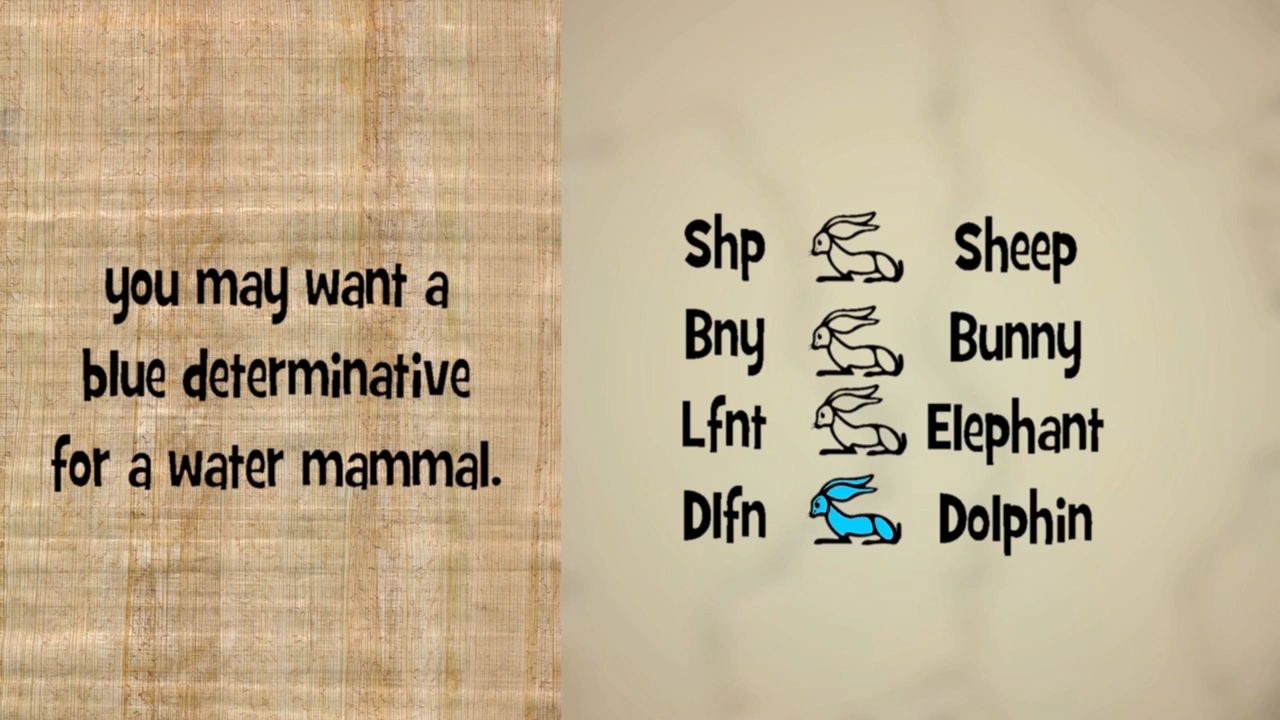 you may want a
blue determinative
for a water mammal.
Shp Sheep
Bny Bunny
Lfnt Elephant
Dlfn Dolphin